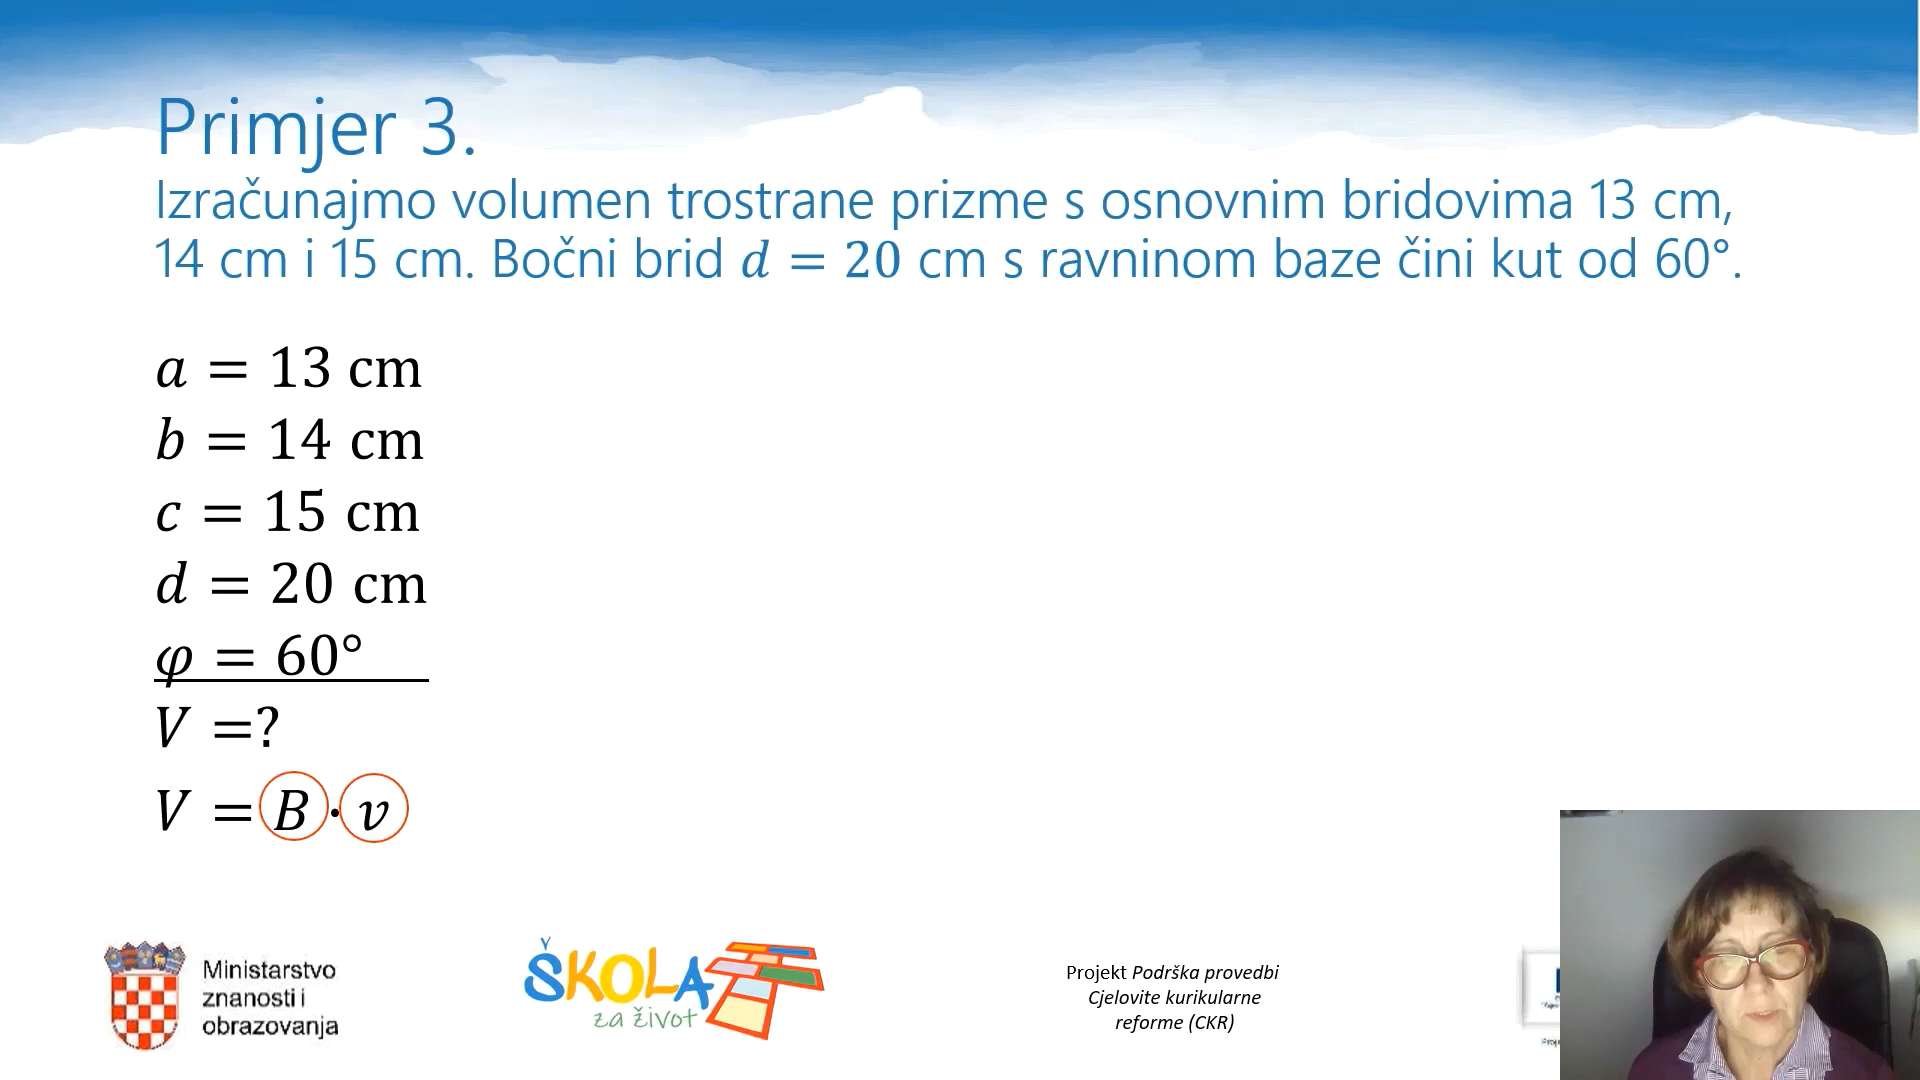 Primjer 3.
Izračunajmo volumen trostrane prizme s osnovnim bridovima 13 cm,
14 cm i 15 cm. Bočni brid d = 20 cm s ravninom baze čini kut od 60°.
a = 13 cm
b = 14 cm
c = 15 cm
d = 20 cm
φ = 60°
V =?
V = B · v
Ministarstvo
znanosti i
obrazovanja
ŠKOLA
za život
Projekt Podrška provedbi
Cjelovite kurikularne
reforme (CKR)